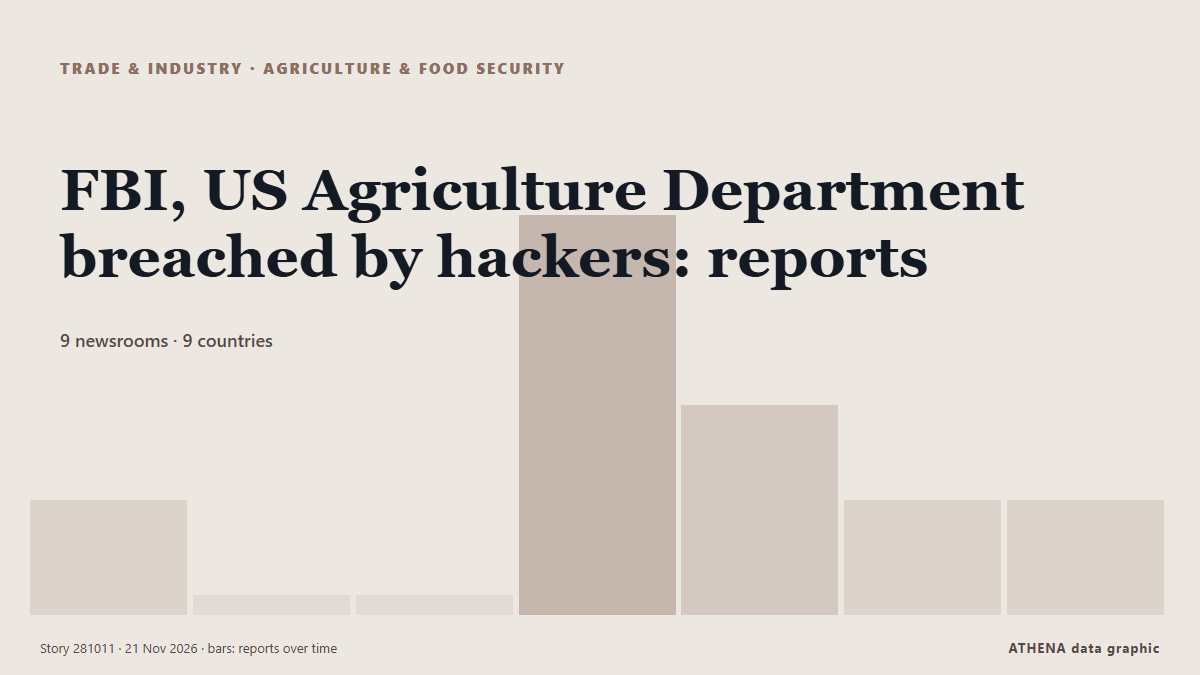 TRADE & INDUSTRY · AGRICULTURE & FOOD SECURITY
FBI, US Agriculture Department
breached by hackers: reports
9 newsrooms · 9 countries
Story 281011 · 21 Nov 2026 · bars: reports over time
ATHENA data graphic